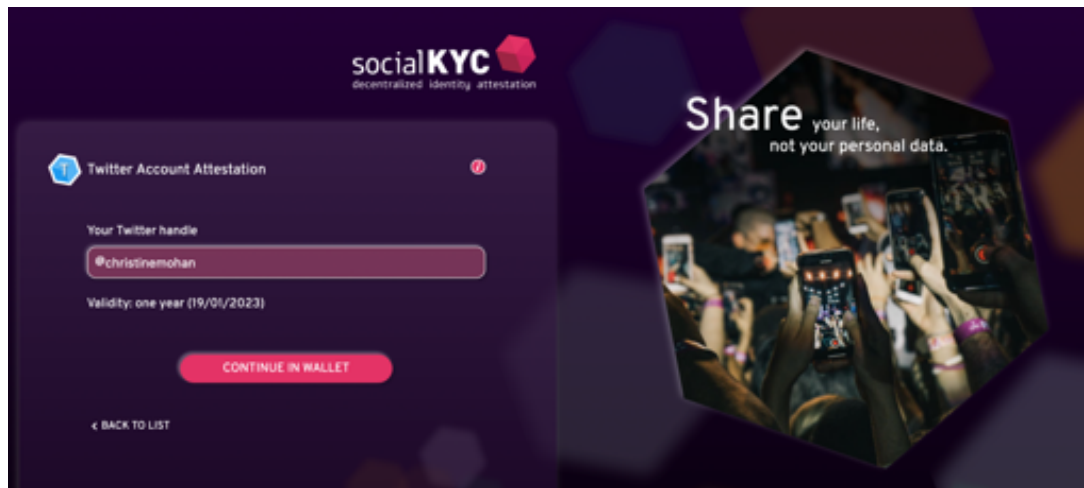 socialKYC
decentralized identity attestation
Share your life,
not your personal data.
T
Twitter Account Attestation
i
Your Twitter handle
@christinemohan
Validity: one year (19/01/2023)
CONTINUE IN WALLET
< BACK TO LIST